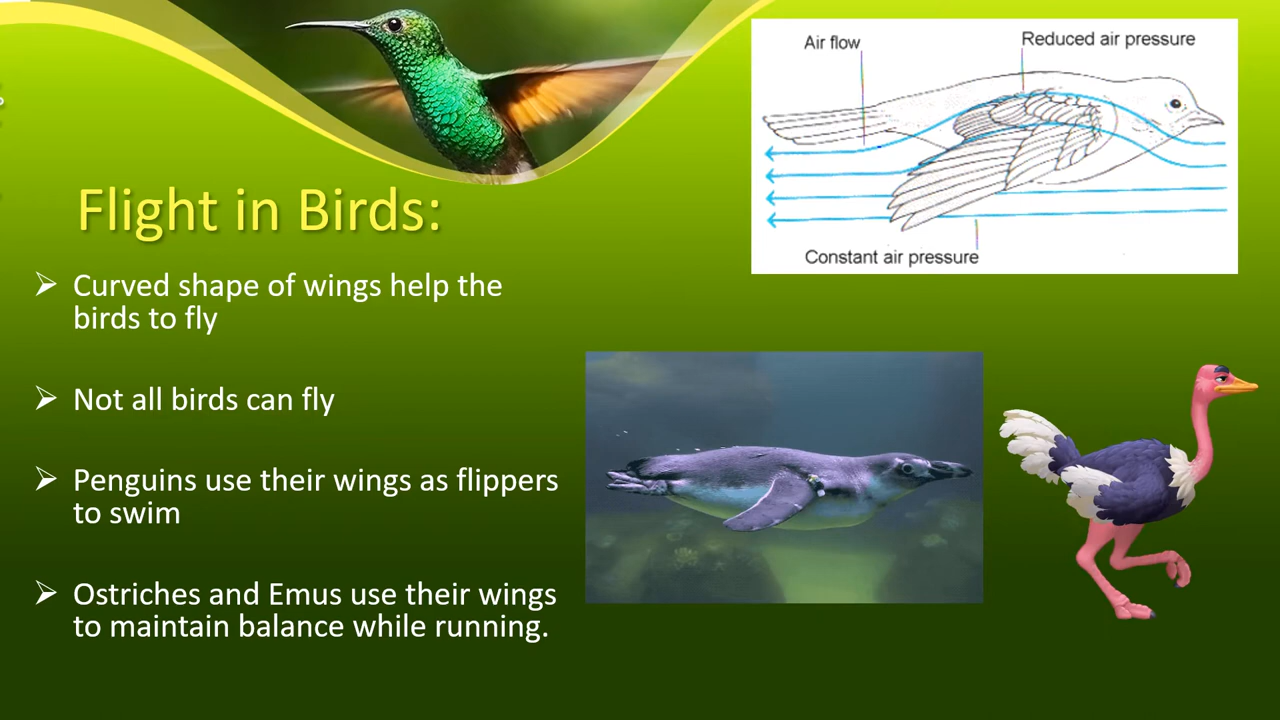 Flight in Birds:
Curved shape of wings help the
birds to fly
Not all birds can fly
Penguins use their wings as flippers
to swim
Ostriches and Emus use their wings
to maintain balance while running.
Air flow
Reduced air pressure
Constant air pressure